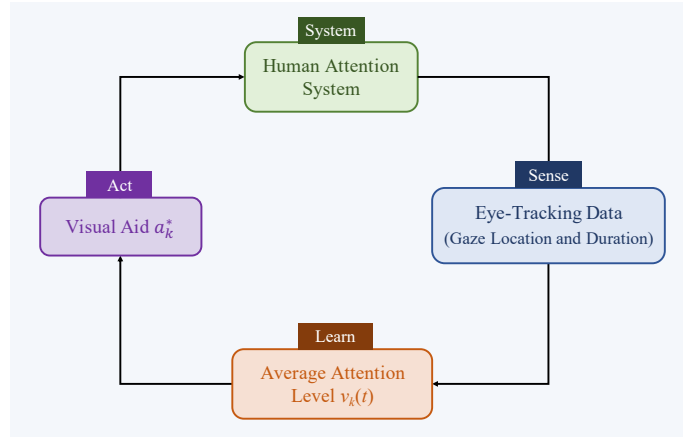 System
Human Attention
System
Sense
Eye-Tracking Data
(Gaze Location and Duration)
Learn
Average Attention
Level vₖ(t)
Act
Visual Aid aₖ*